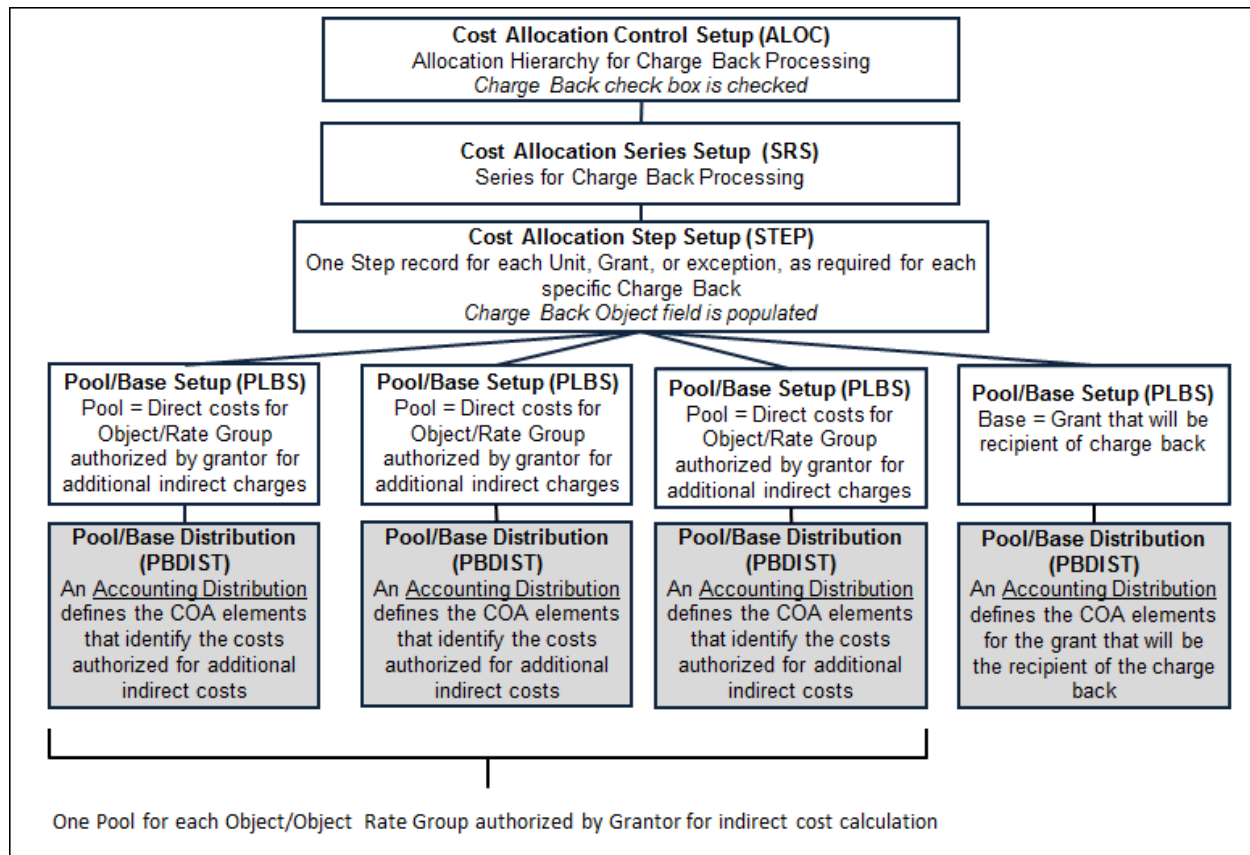 Cost Allocation Control Setup (ALOC)
Allocation Hierarchy for Charge Back Processing
Charge Back check box is checked
Cost Allocation Series Setup (SRS)
Series for Charge Back Processing
Cost Allocation Step Setup (STEP)
One Step record for each Unit, Grant, or exception, as required for each
specific Charge Back
Charge Back Object field is populated
Pool/Base Setup (PLBS)
Pool = Direct costs for
Object/Rate Group
authorized by grantor for
additional indirect charges
Pool/Base Setup (PLBS)
Pool = Direct costs for
Object/Rate Group
authorized by grantor for
additional indirect charges
Pool/Base Setup (PLBS)
Pool = Direct costs for
Object/Rate Group
authorized by grantor for
additional indirect charges
Pool/Base Setup (PLBS)
Base = Grant that will be
recipient of charge back
Pool/Base Distribution
(PBDIST)
An Accounting Distribution
defines the COA elements
that identify the costs
authorized for additional
indirect costs
Pool/Base Distribution
(PBDIST)
An Accounting Distribution
defines the COA elements
that identify the costs
authorized for additional
indirect costs
Pool/Base Distribution
(PBDIST)
An Accounting Distribution
defines the COA elements
that identify the costs
authorized for additional
indirect costs
Pool/Base Distribution
(PBDIST)
An Accounting Distribution
defines the COA elements
for the grant that will be
the recipient of the charge
back
One Pool for each Object/Object Rate Group authorized by Grantor for indirect cost calculation